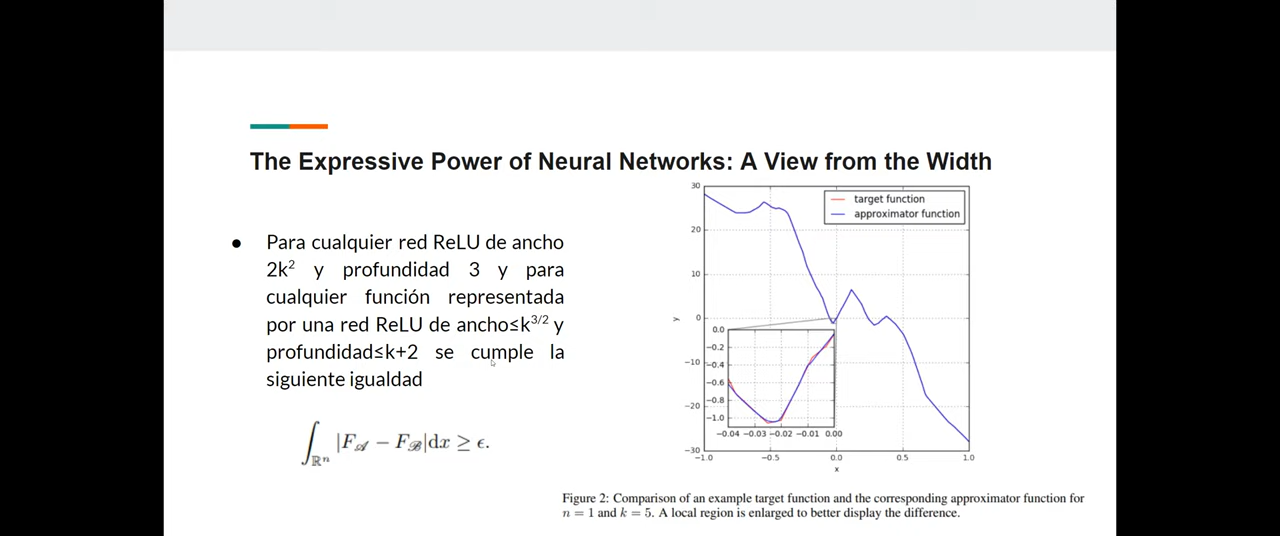 The Expressive Power of Neural Networks: A View from the Width
● Para cualquier red ReLU de ancho
2k² y profundidad 3 y para
cualquier función representada
por una red ReLU de ancho≤k^{3/2} y
profundidad≤k+2 se cumple la
siguiente igualdad
∫_{ℝⁿ} |F_𝒜 − F_ℬ|dx ≥ ϵ.
target function
approximator function
30
20
10
0
−10
−20
−30
y
−1.0 −0.5 0.0 0.5 1.0
x
0.0
−0.2
−0.4
−0.6
−0.8
−1.0
−0.04 −0.03 −0.02 −0.01 0.00
Figure 2: Comparison of an example target function and the corresponding approximator function for
n = 1 and k = 5. A local region is enlarged to better display the difference.